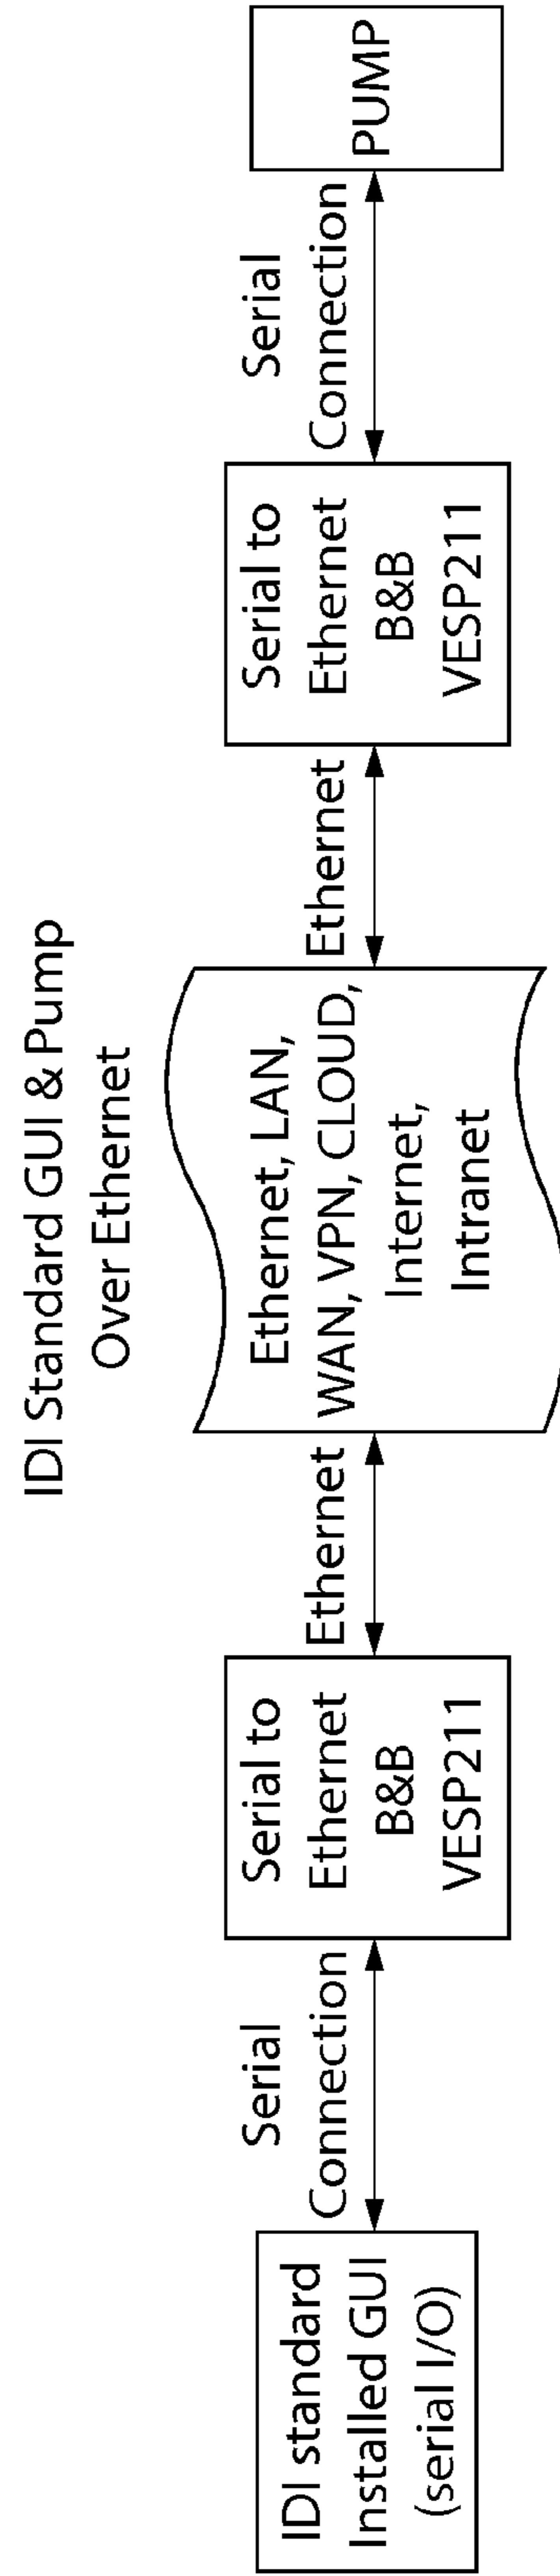 IDI Standard GUI & Pump
Over Ethernet
IDI standard
Installed GUI
(serial I/O)
Serial
Connection
Serial to
Ethernet
B&B
VESP211
Ethernet
Ethernet, LAN,
WAN, VPN, CLOUD,
Internet,
Intranet
Ethernet
Serial to
Ethernet
B&B
VESP211
Serial
Connection
PUMP